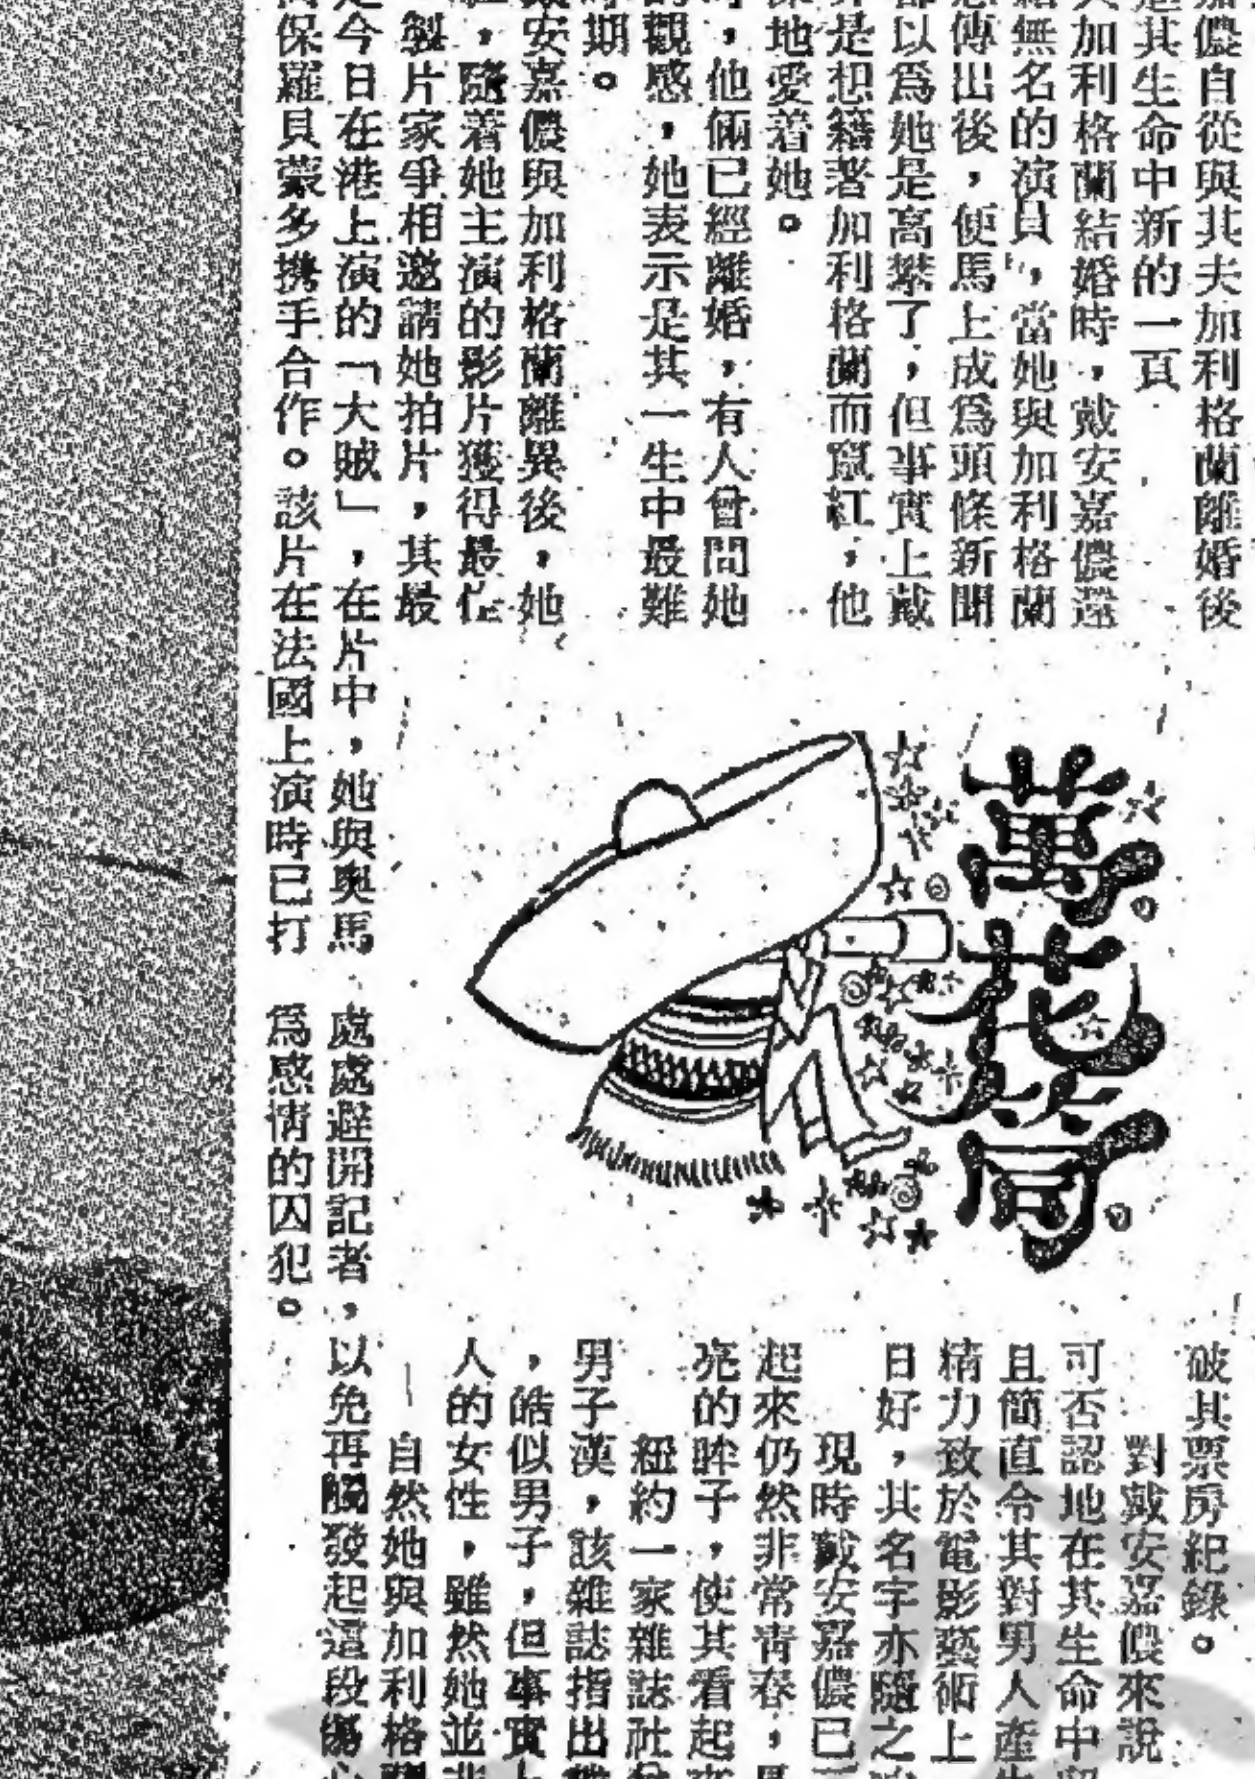 嘉儂自從與其夫加利格蘭離婚後
其生命中新的一頁
加利格蘭結婚時，戴安嘉儂還
無名的演員，當她與加利格蘭
傳出後，使馬上成爲頭條新聞
都以爲她是高攀了，但事實上戴
是想藉著加利格蘭而竄紅，他
深地愛着她。
，他倆已經離婚，有人曾問她
的觀感，她表示是其一生中最難
時期。
安嘉儂與加利格蘭離異後，她
，隨着她主演的影片獲得最佳
製片家爭相邀請她拍片，其最
今日在港上演的「大賊」，在片中，她與奧馬
保羅貝蒙多携手合作。該片在法國上演時已打
萬花筒
破其票房紀錄。
對戴安嘉儂來說
可否認地在其生命中
且簡直令其對男人產
精力致於電影藝術上
日好，其名字亦隨之
現時戴安嘉儂已
起來仍然非常青春，
亮的眸子，使其看起來
紐約一家雜誌社
男子漢，該雜誌指出
，皓似男子，但事實上
人的女性，雖然她並非
自然她與加利格蘭
處處避開記者，以免再觸發起這段傷心
爲感情的囚犯。